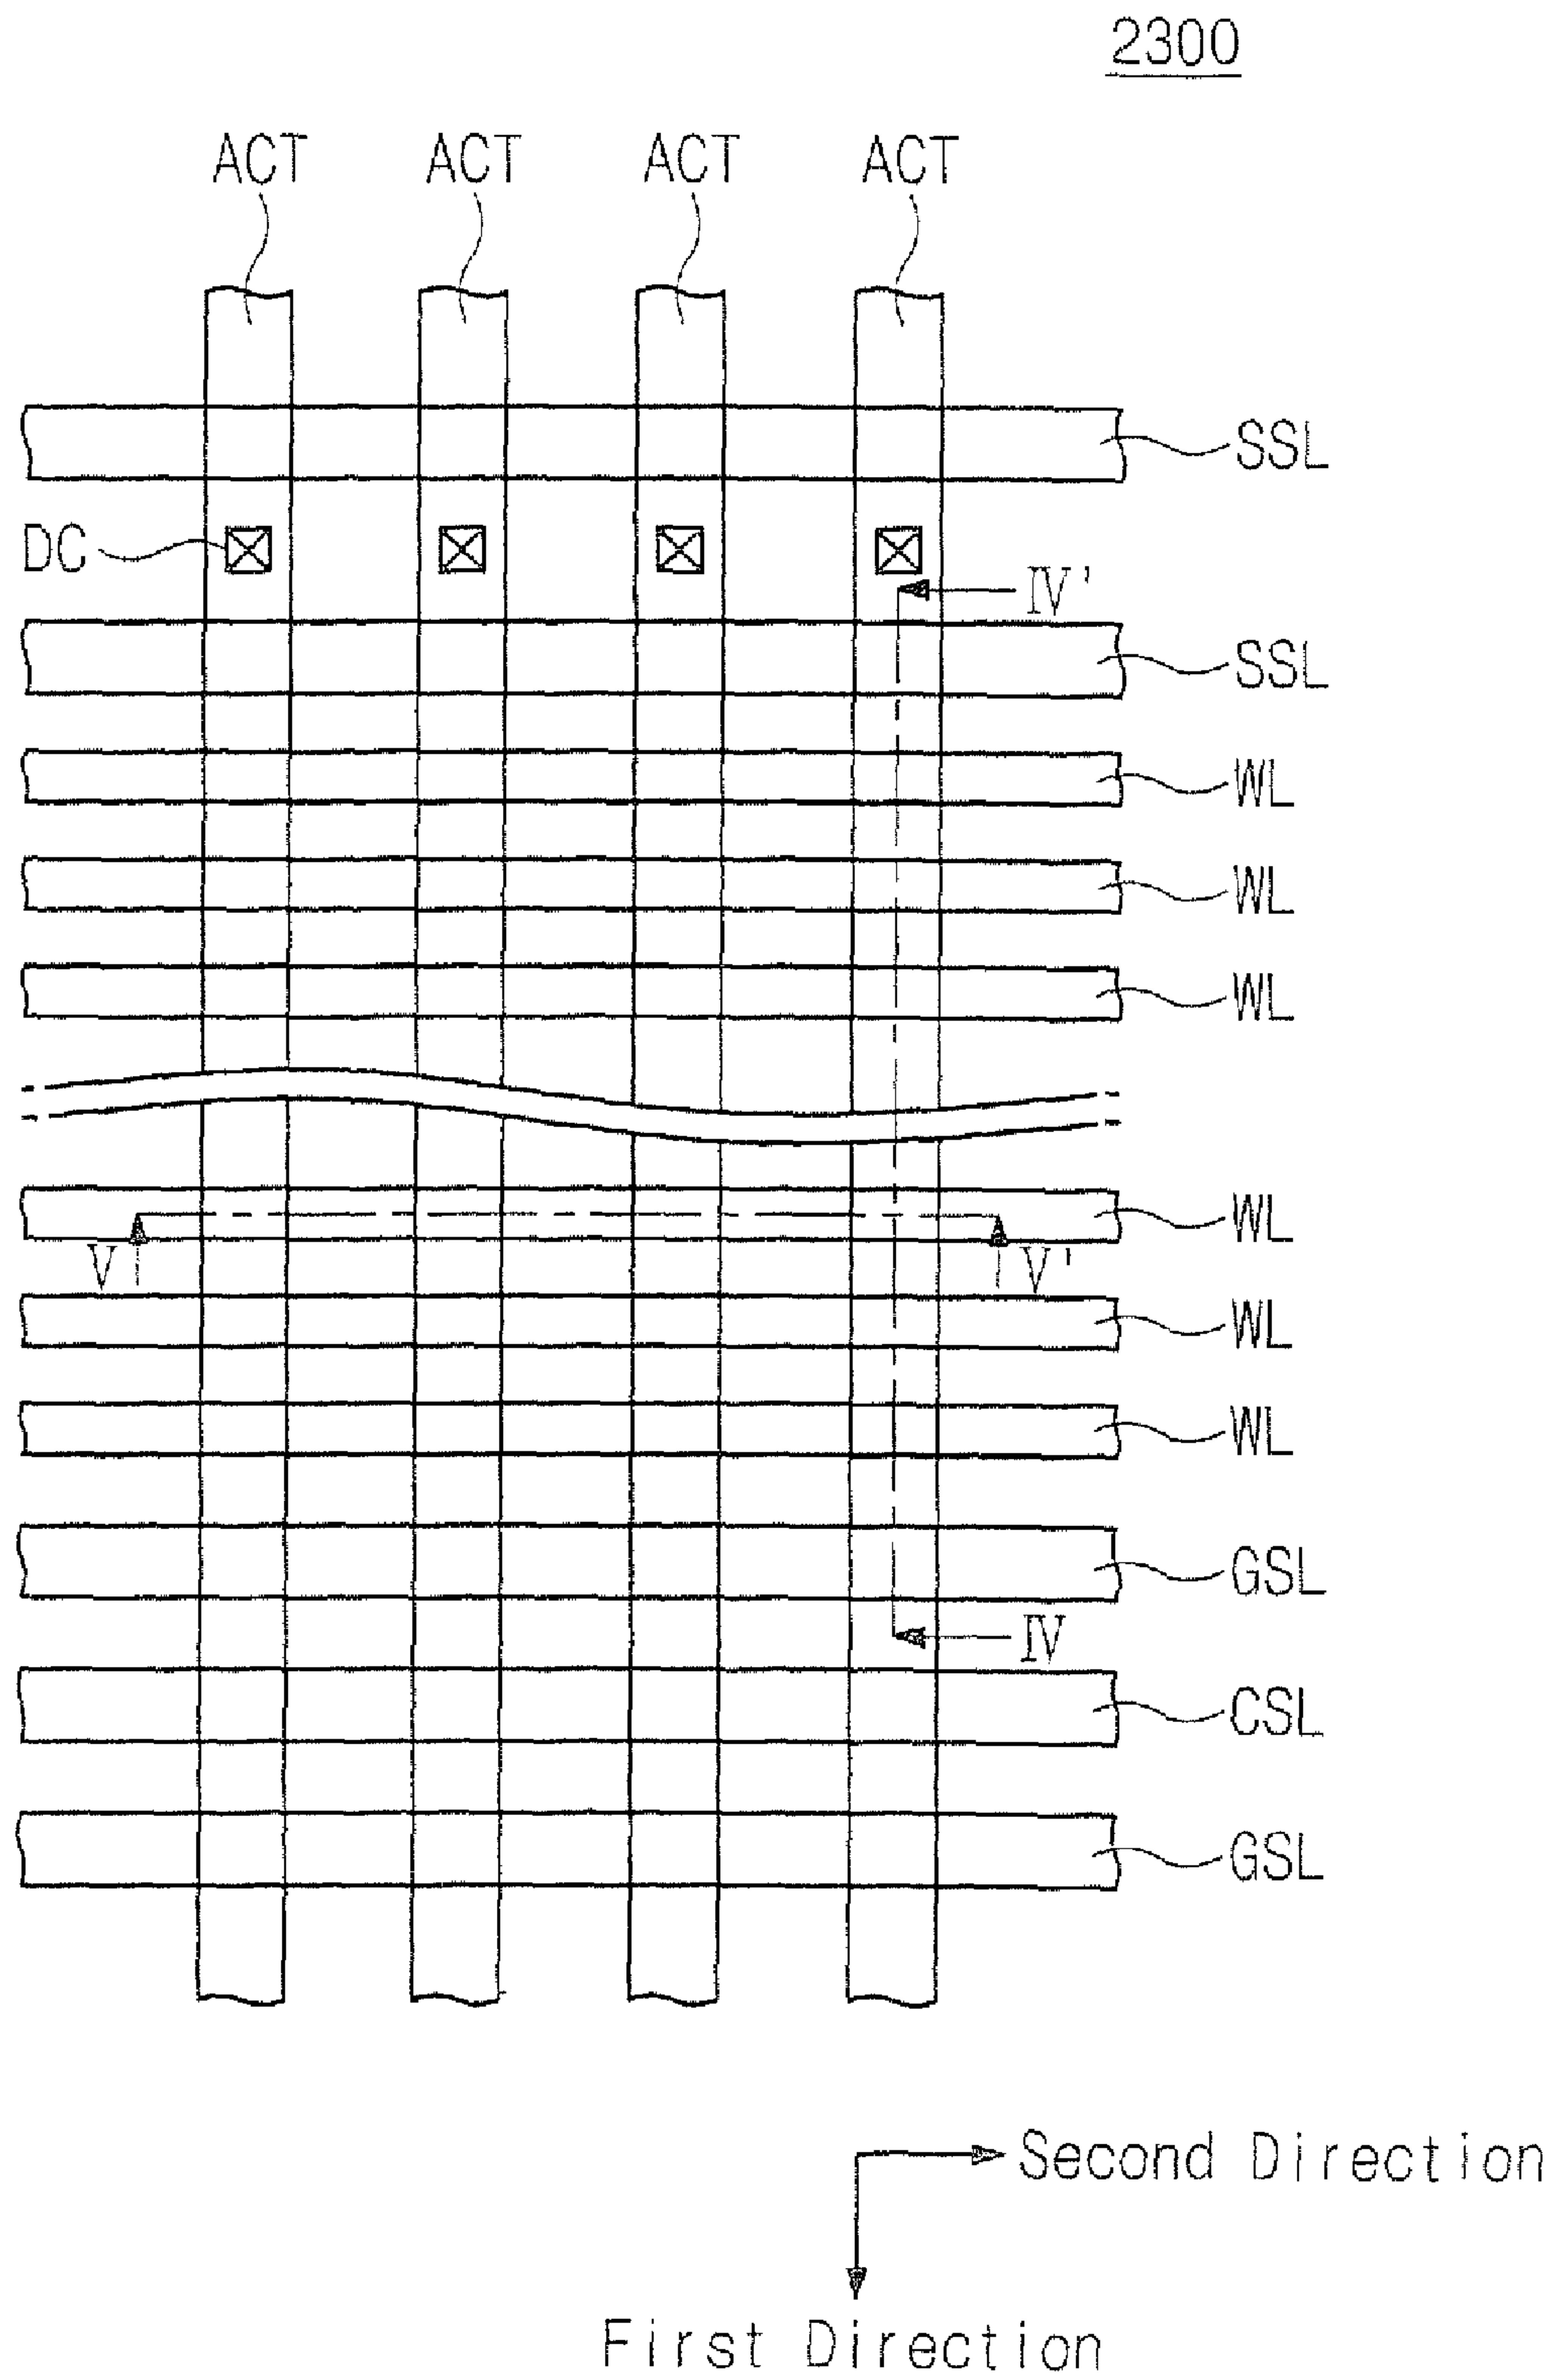 2300
ACT ACT ACT ACT
SSL
DC
IV'
SSL
WL
WL
WL
WL
V V'
WL
WL
GSL
IV
CSL
GSL
Second Direction
First Direction